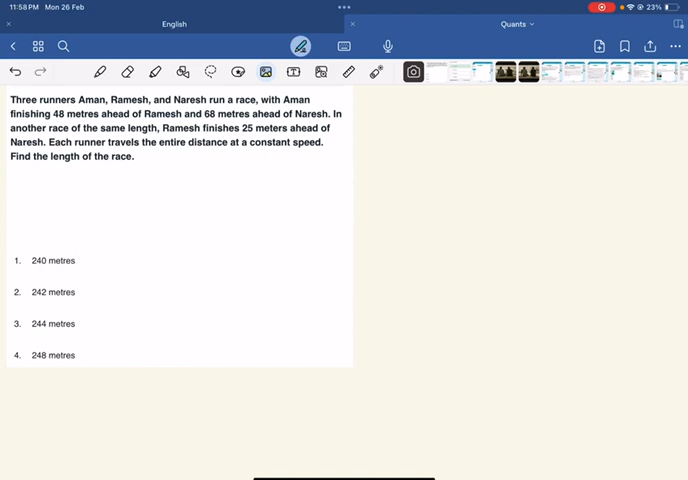 11:58 PM Mon 26 Feb
23%
English
Quants
Three runners Aman, Ramesh, and Naresh run a race, with Aman
finishing 48 metres ahead of Ramesh and 68 metres ahead of Naresh. In
another race of the same length, Ramesh finishes 25 meters ahead of
Naresh. Each runner travels the entire distance at a constant speed.
Find the length of the race.
1. 240 metres
2. 242 metres
3. 244 metres
4. 248 metres